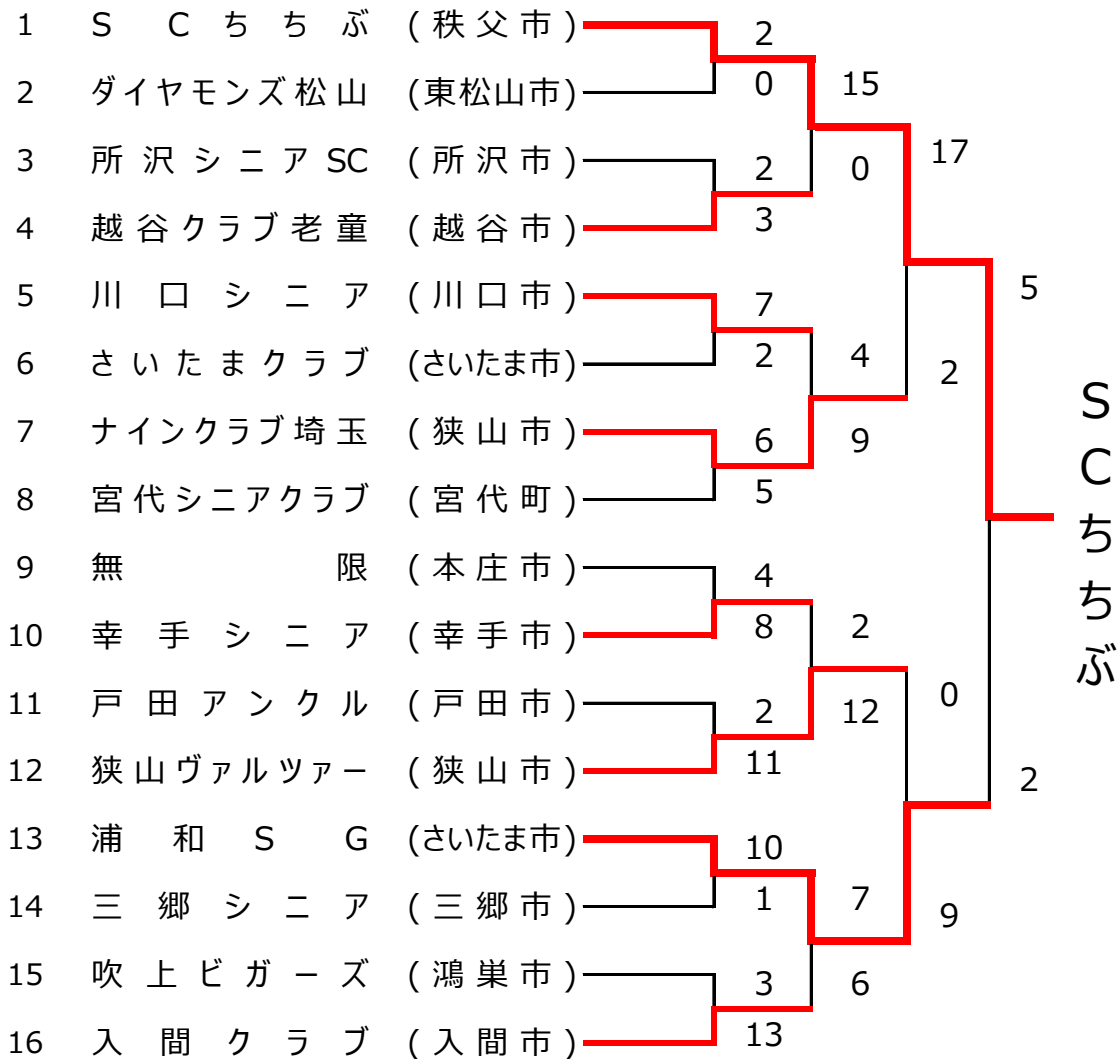 1 SCちちぶ (秩父市)
2 ダイヤモンズ松山 (東松山市)
3 所沢シニアSC (所沢市)
4 越谷クラブ老童 (越谷市)
5 川口シニア (川口市)
6 さいたまクラブ (さいたま市)
7 ナインクラブ埼玉 (狭山市)
8 宮代シニアクラブ (宮代町)
9 無限 (本庄市)
10 幸手シニア (幸手市)
11 戸田アンクル (戸田市)
12 狭山ヴァルツァー (狭山市)
13 浦和SG (さいたま市)
14 三郷シニア (三郷市)
15 吹上ビガーズ (鴻巣市)
16 入間クラブ (入間市)
2
0
2
3
7
2
6
5
4
8
2
11
10
1
3
13
15
0
4
9
2
12
7
6
17
2
0
9
5
2
SCちちぶ